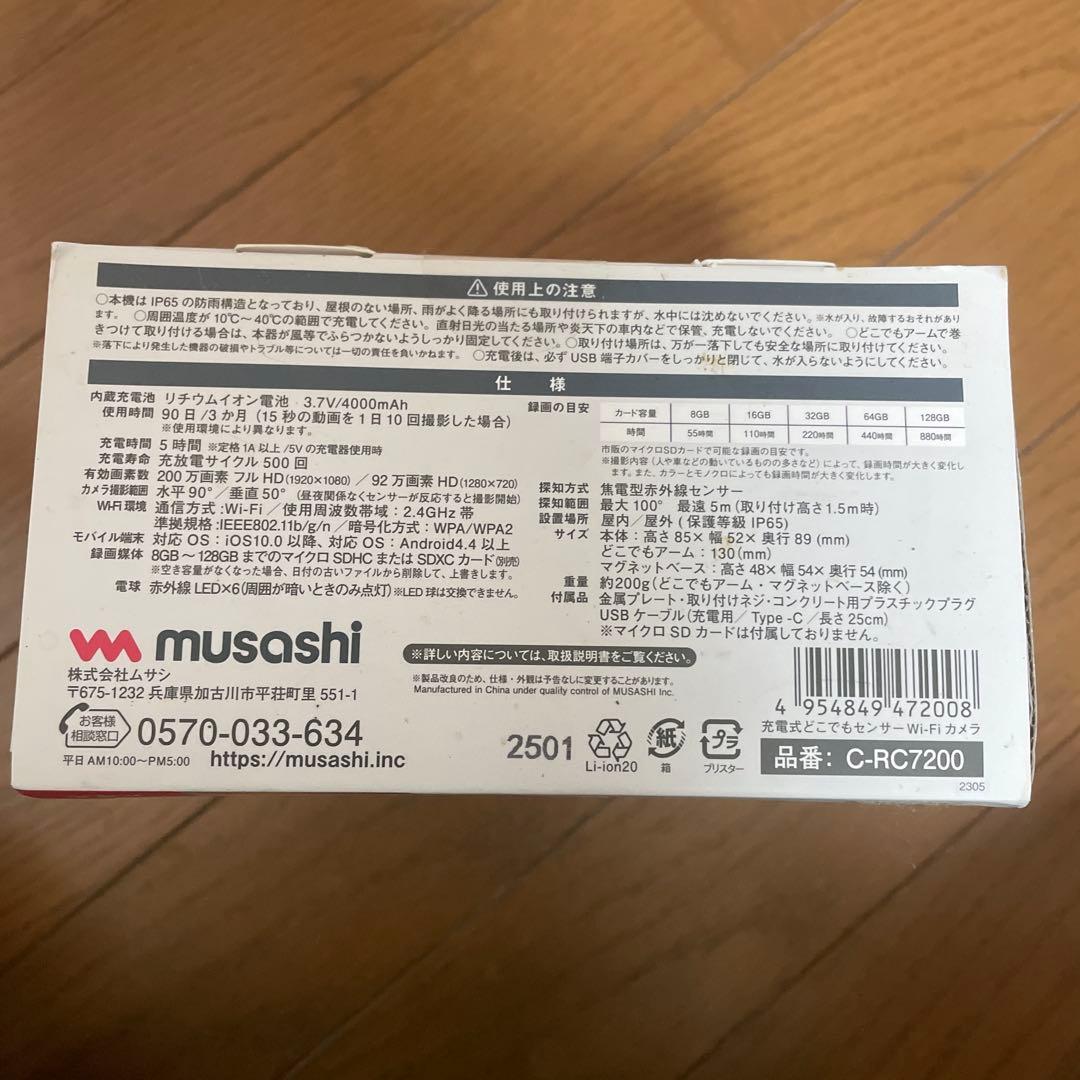 ⚠使用上の注意
○本機は IP65 の防雨構造となっており、屋根のない場所、雨がよく降る場所にも取り付けられますが、水中には沈めないでください。※水が入り、故障するおそれがあり
ます。○周囲温度が 10℃～ 40℃の範囲で充電してください。直射日光の当たる場所や炎天下の車内などで保管、充電しないでください。○どこでもアームで巻
きつけて取り付ける場合は、本器が風等でふらつかないようしっかり固定してください。○取り付け場所は、万が一落下しても安全な場所に取り付けてください。
※落下により発生した機器の破損やトラブル等については一切の責任を負いかねます。○充電後は、必ず USB 端子カバーをしっかりと閉じて、水が入らないようにしてください。
仕 様
内蔵充電池 リチウムイオン電池 3.7V/4000mAh
使用時間 90 日 /3 か月（15 秒の動画を 1 日 10 回撮影した場合）
※使用環境により異なります。
充電時間 5 時間 ※定格 1A 以上 /5V の充電器使用時
充電寿命 充放電サイクル 500 回
有効画素数 200 万画素 フル HD（1920×1080）／92 万画素 HD（1280×720）
カメラ撮影範囲 水平 90°／垂直 50°（昼夜関係なくセンサーが反応すると撮影開始）
Wi-Fi 環境 通信方式 :Wi-Fi／使用周波数帯域：2.4GHz 帯
準拠規格 :IEEE802.11b/g/n／暗号化方式：WPA/WPA2
モバイル端末 対応 OS：iOS10.0 以降、対応 OS：Android4.4 以上
録画媒体 8GB～128GB までのマイクロ SDHC または SDXC カード（別売）
※空き容量がなくなった場合、日付の古いファイルから削除して、上書きします。
電球 赤外線 LED×6（周囲が暗いときのみ点灯）※LED 球は交換できません。
録画の目安
カード容量 8GB 16GB 32GB 64GB 128GB
時間 55時間 110時間 220時間 440時間 880時間
市販のマイクロSDカードで可能な録画の目安です。
※撮影内容（人や車などの動いているものの多さなど）によって、録画時間が大きく変化し
ます。また、カラーとモノクロによっても録画時間が大きく変化します。
探知方式 焦電型赤外線センサー
探知範囲 最大 100° 最遠 5m（取り付け高さ1.5m時）
設置場所 屋内／屋外（保護等級 IP65）
サイズ 本体：高さ 85× 幅 52× 奥行 89 (mm)
どこでもアーム：130（mm）
マグネットベース：高さ 48× 幅 54× 奥行 54（mm）
重量 約200g（どこでもアーム・マグネットベース除く）
付属品 金属プレート・取り付けネジ・コンクリート用プラスチックプラグ
USB ケーブル（充電用／Type -C／長さ 25cm）
※マイクロ SD カードは付属しておりません。
musashi
株式会社ムサシ
〒675-1232 兵庫県加古川市平荘町里 551-1
お客様
相談窓口
0570-033-634
平日 AM10:00～PM5:00
https://musashi.inc
※詳しい内容については、取扱説明書をご覧ください。
※製品改良のため、仕様・外観は予告なしに変更することがあります。
Manufactured in China under quality control of MUSASHI Inc.
2501
Li-ion20
紙
箱
プラ
ブリスター
4 954849 472008
充電式どこでもセンサー Wi-Fi カメラ
品番： C-RC7200
2305